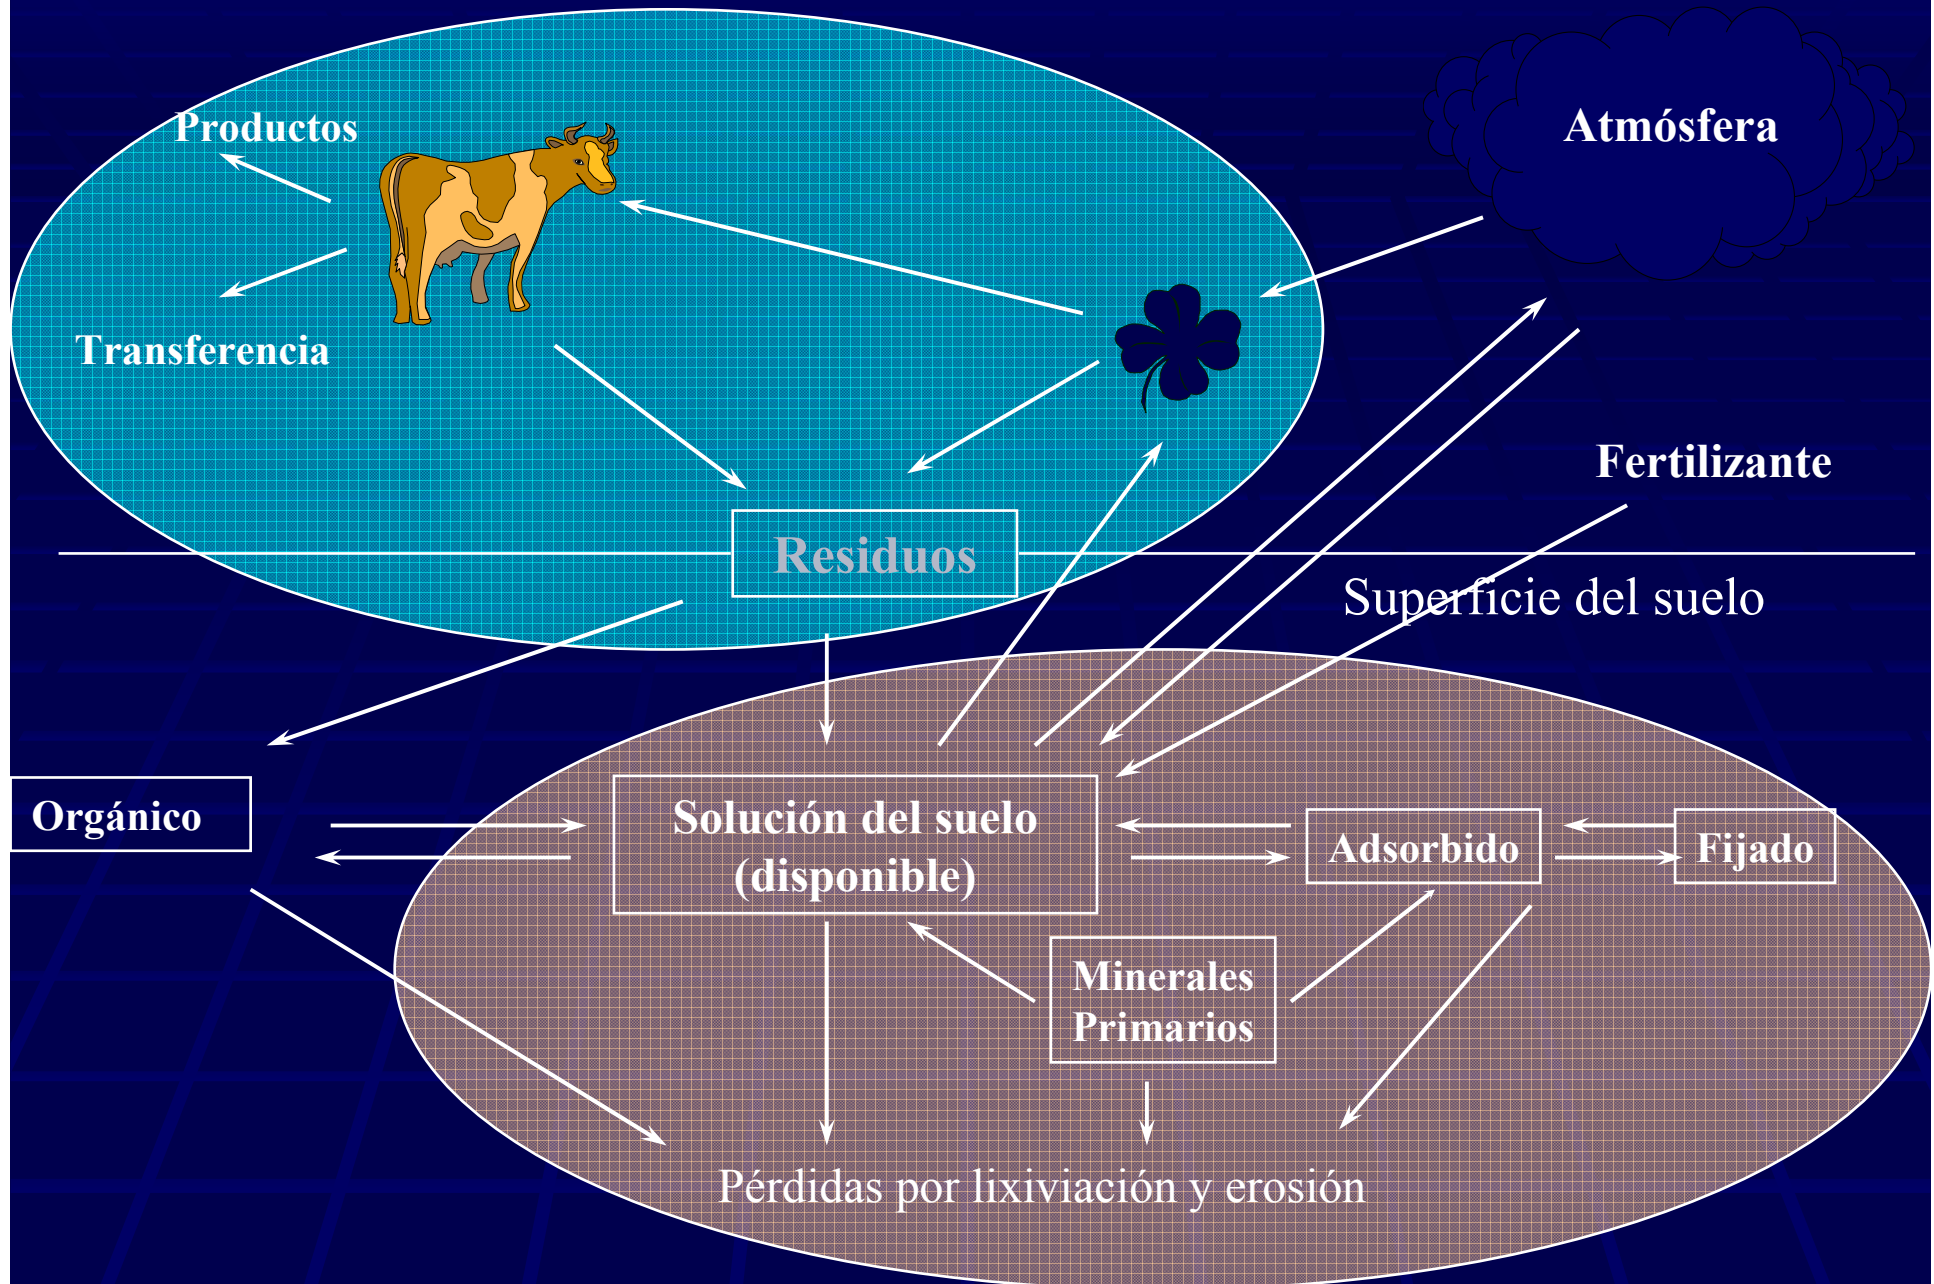 Productos
Atmósfera
Transferencia
Fertilizante
Residuos
Superficie del suelo
Orgánico
Solución del suelo
(disponible)
Adsorbido
Fijado
Minerales
Primarios
Pérdidas por lixiviación y erosión